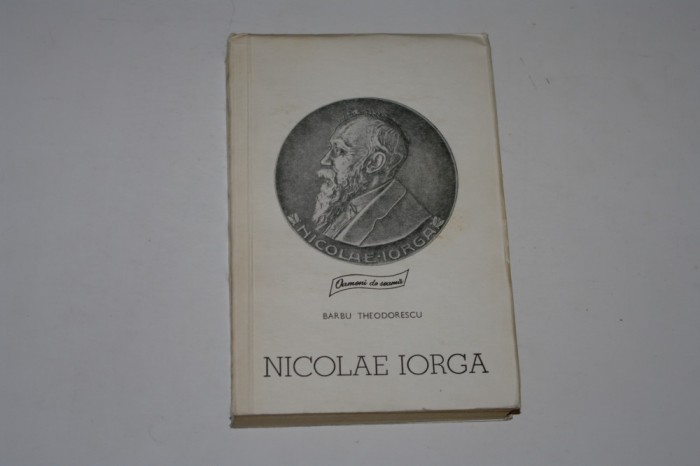 NICOLAE·IORGA
Oameni de seamă
BARBU THEODORESCU
NICOLAE IORGA